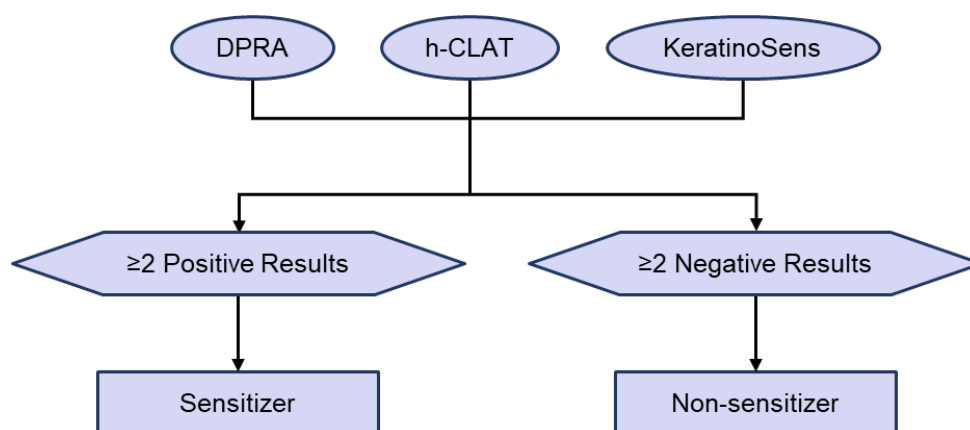 DPRA
h-CLAT
KeratinoSens
≥2 Positive Results
≥2 Negative Results
Sensitizer
Non-sensitizer